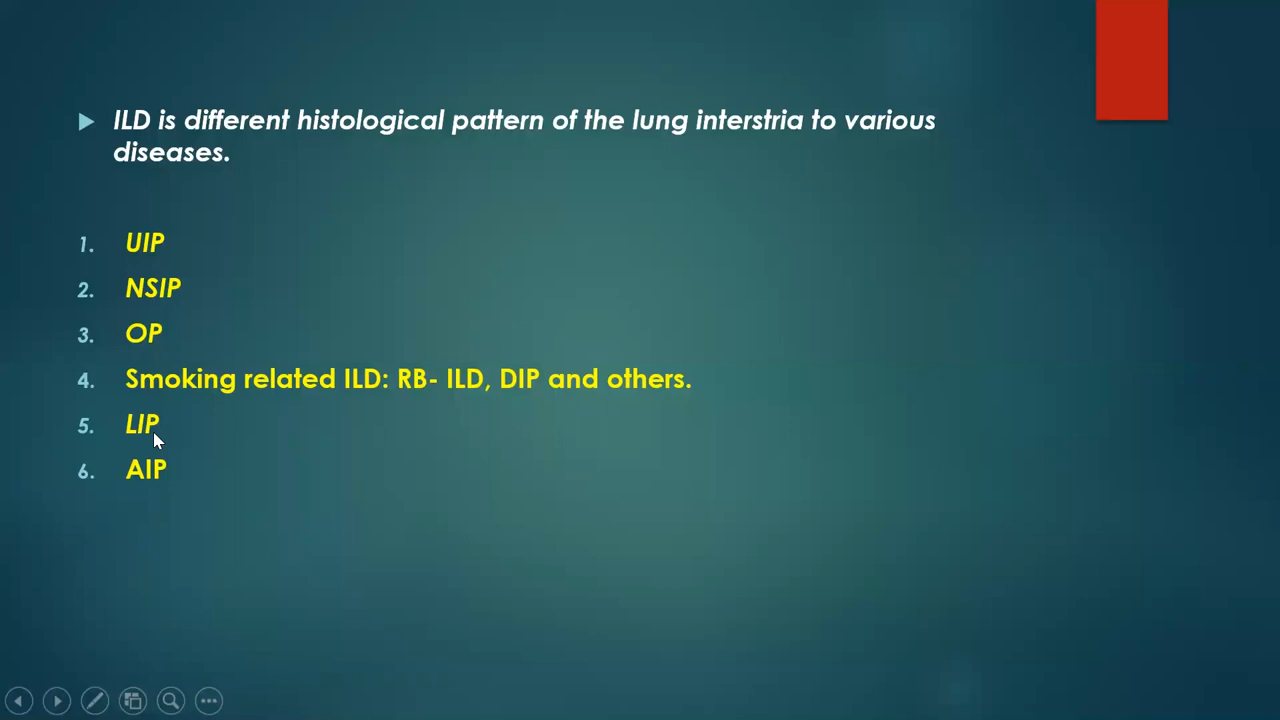 ILD is different histological pattern of the lung interstria to various
diseases.
1. UIP
2. NSIP
3. OP
4. Smoking related ILD: RB- ILD, DIP and others.
5. LIP
6. AIP